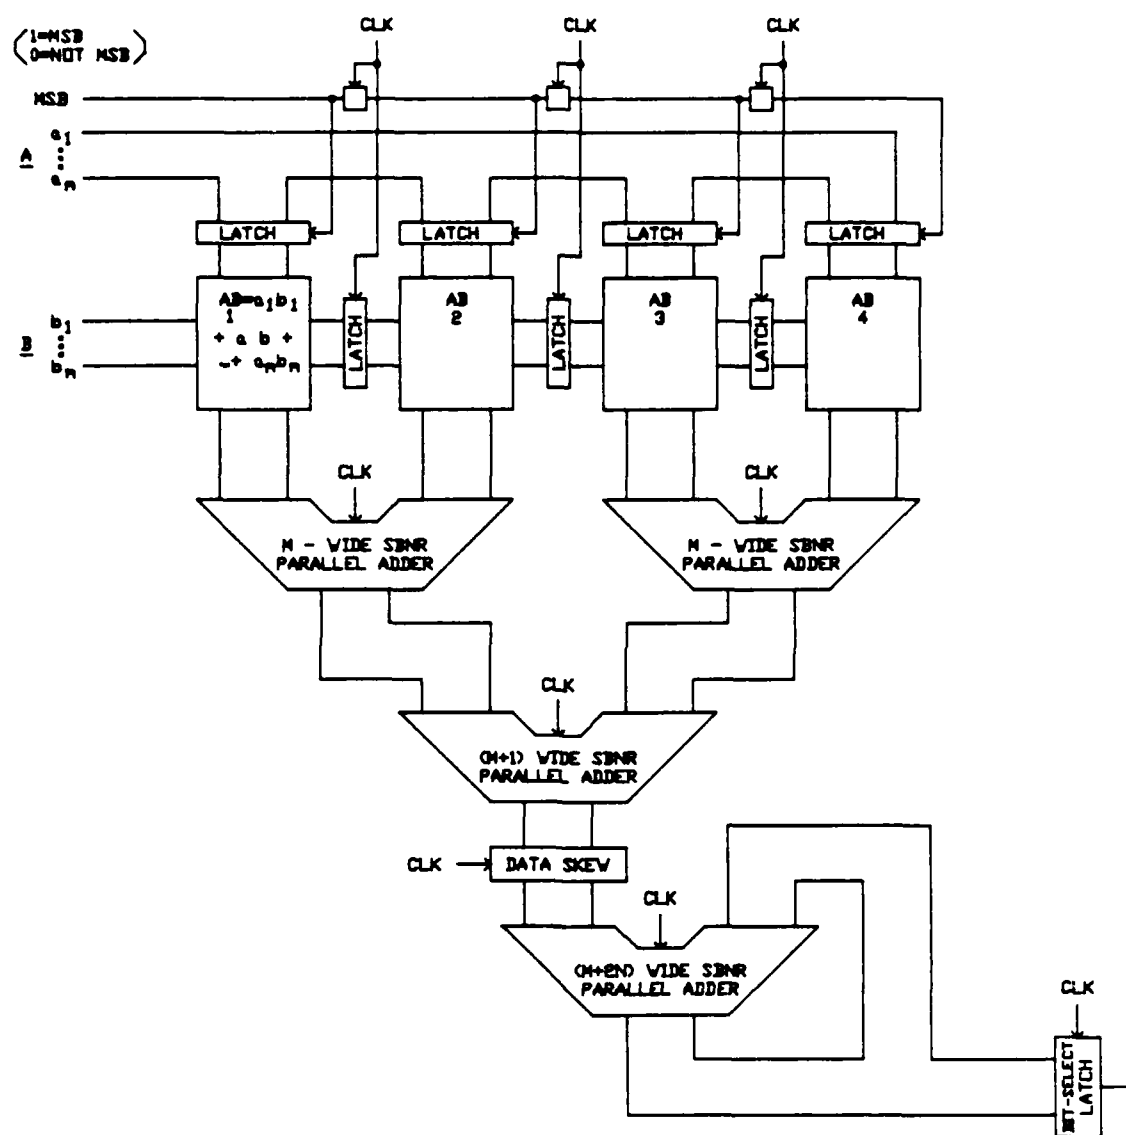 CLK CLK CLK
(1=MSB
0=NOT MSB)
MSB
a1
A ...
am
LATCH LATCH LATCH LATCH
AB=a1b1 AB AB AB
1 2 3 4
+ a b +
~+ ambm
b1
B ...
bm
LATCH LATCH LATCH
CLK CLK
M - WIDE SBNR
PARALLEL ADDER
M - WIDE SBNR
PARALLEL ADDER
CLK
(M+1) WIDE SBNR
PARALLEL ADDER
CLK
DATA SKEW
CLK
(M+2N) WIDE SBNR
PARALLEL ADDER
CLK
BIT-SELECT
LATCH